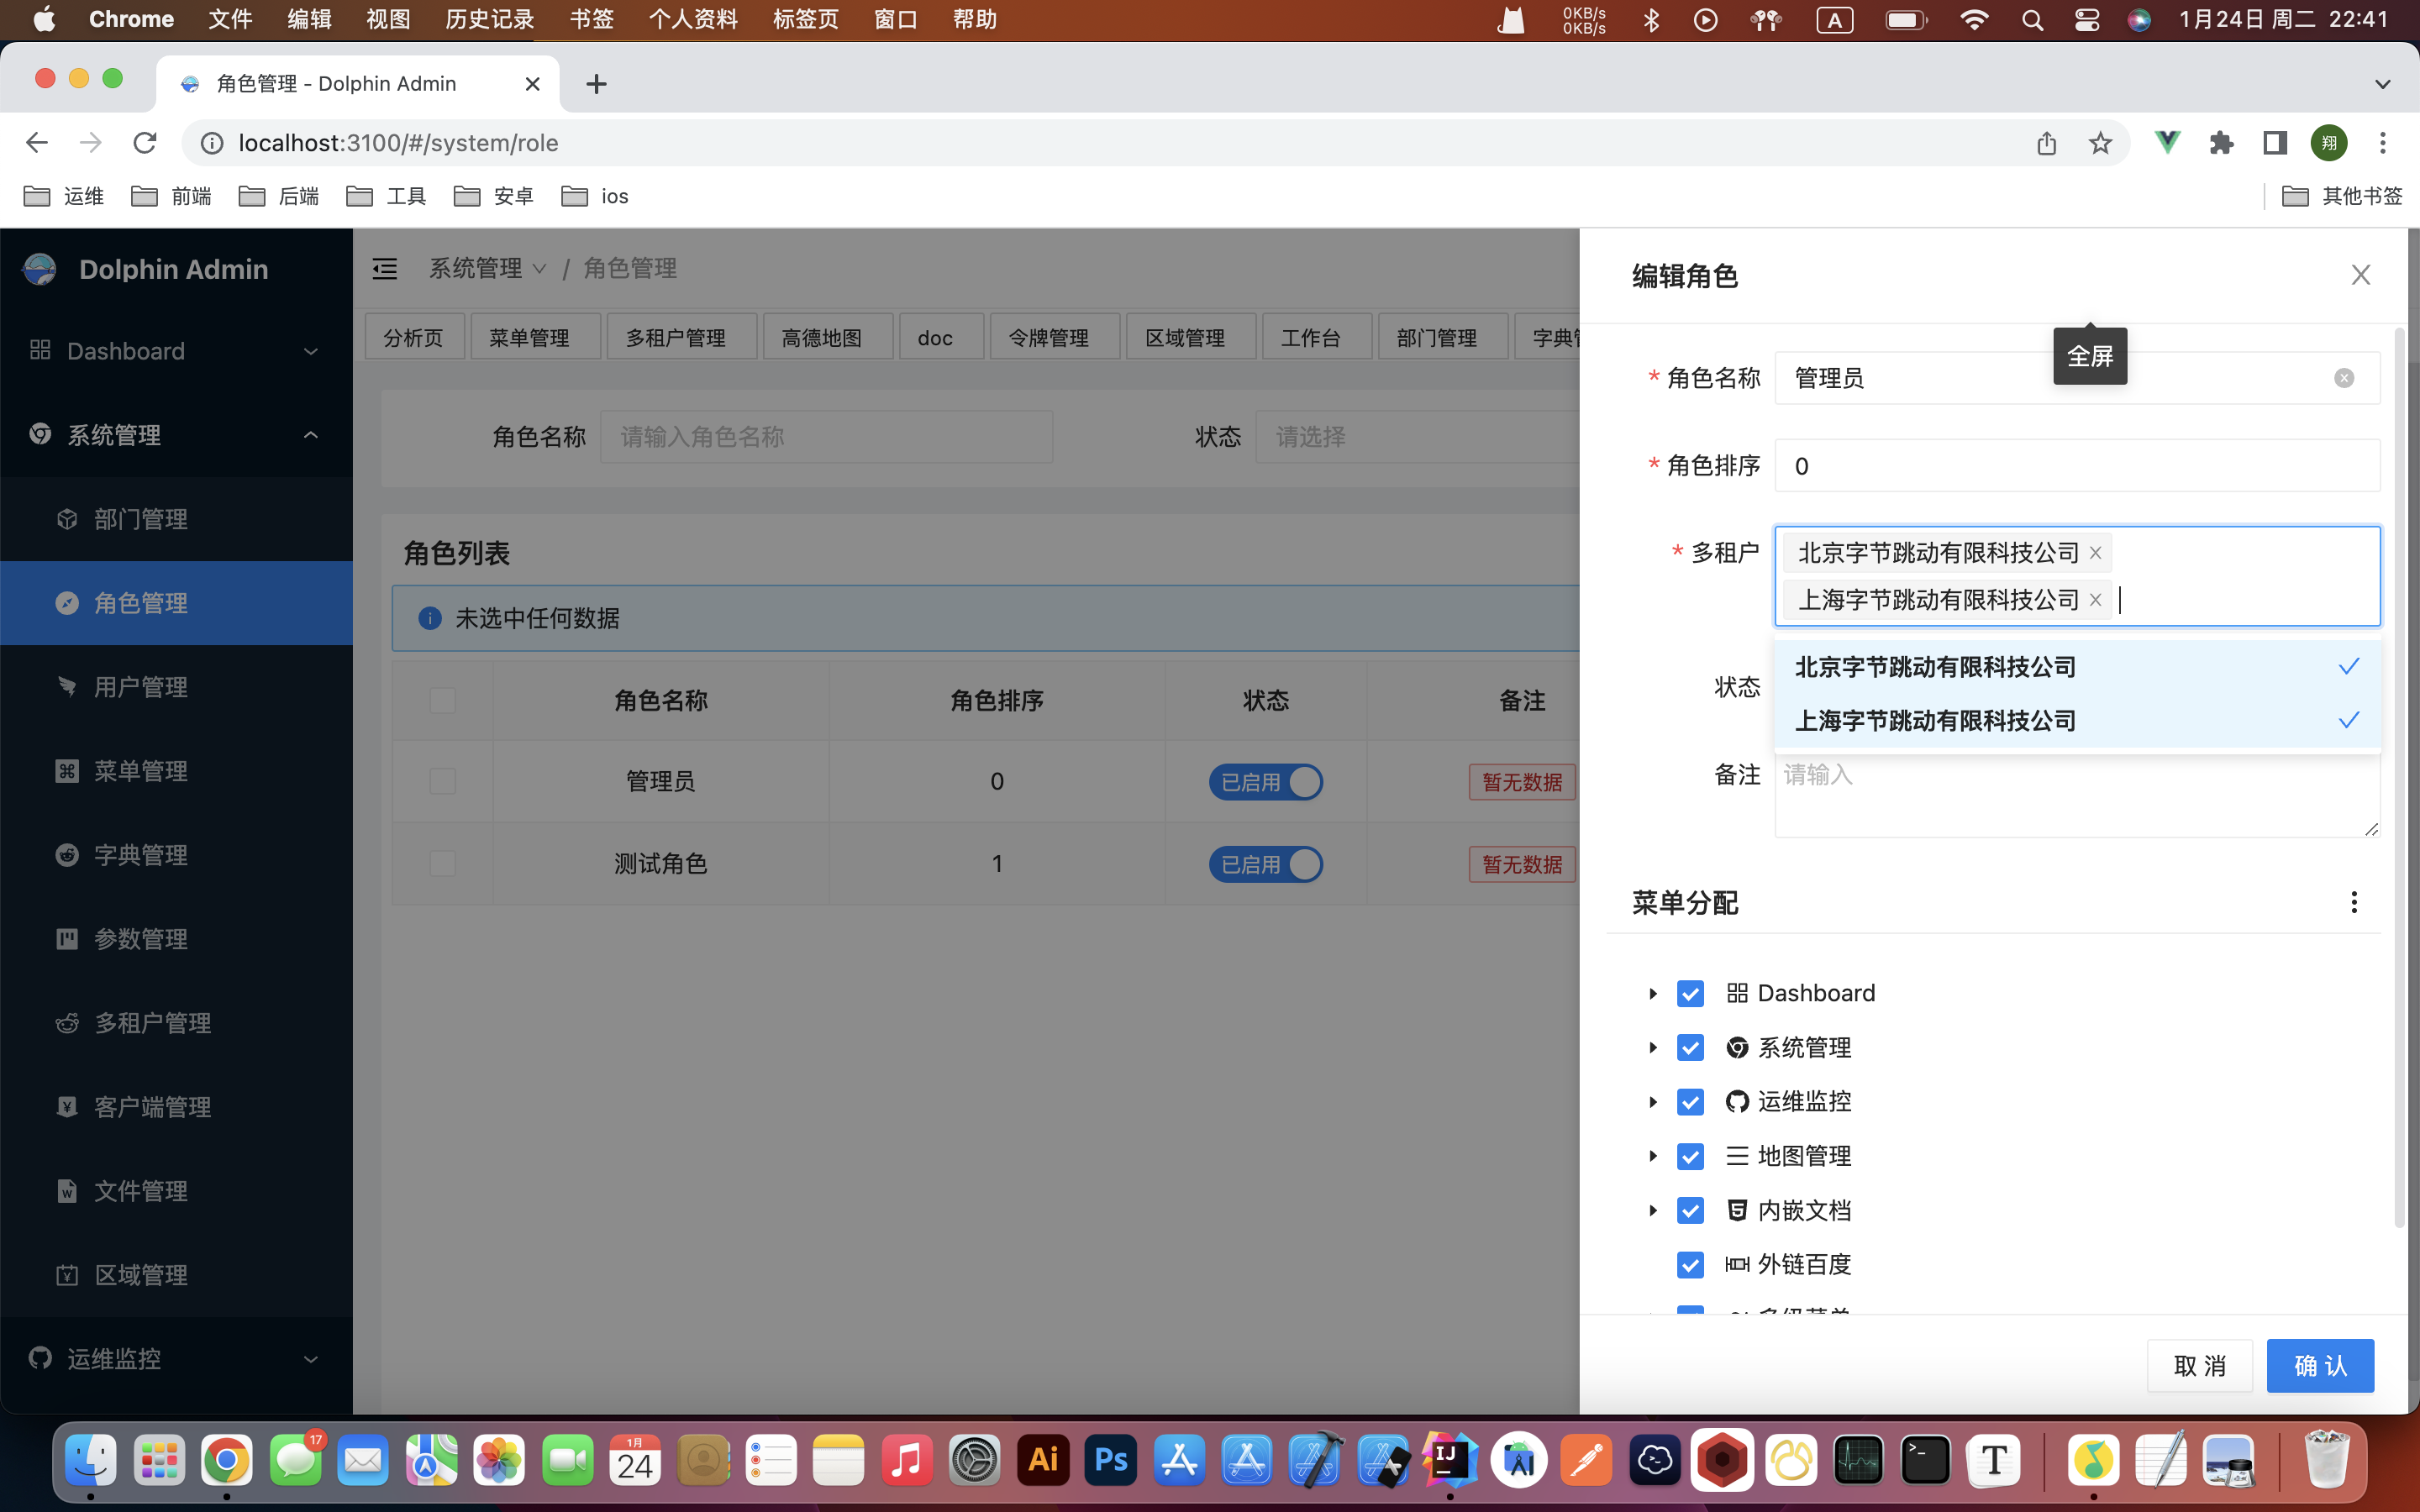 Chrome 文件 编辑 视图 历史记录 书签 个人资料 标签页 窗口 帮助
0KB/s
0KB/s
A
1月24日 周二 22:41
角色管理 - Dolphin Admin
localhost:3100/#/system/role
翔
运维 前端 后端 工具 安卓 ios 其他书签
Dolphin Admin
Dashboard
系统管理
部门管理
角色管理
用户管理
菜单管理
字典管理
参数管理
多租户管理
客户端管理
文件管理
区域管理
运维监控
系统管理 / 角色管理
分析页 菜单管理 多租户管理 高德地图 doc 令牌管理 区域管理 工作台 部门管理
角色名称 请输入角色名称 状态 请选择
角色列表
未选中任何数据
角色名称 角色排序 状态 备注
管理员 0 已启用 暂无数据
测试角色 1 已启用 暂无数据
编辑角色
全屏
* 角色名称 管理员
* 角色排序 0
* 多租户 北京字节跳动有限科技公司
上海字节跳动有限科技公司
北京字节跳动有限科技公司
状态
上海字节跳动有限科技公司
备注 请输入
菜单分配
Dashboard
系统管理
运维监控
地图管理
内嵌文档
外链百度
取 消 确 认
17
1月
24
Ai
Ps
IJ
T